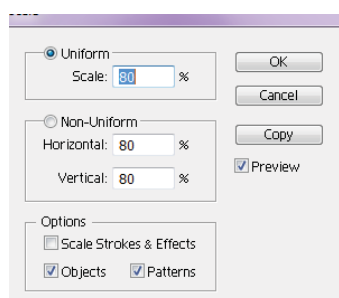 Uniform
Scale: 80 %
Non-Uniform
Horizontal: 80 %
Vertical: 80 %
Options
Scale Strokes & Effects
Objects Patterns
OK
Cancel
Copy
Preview